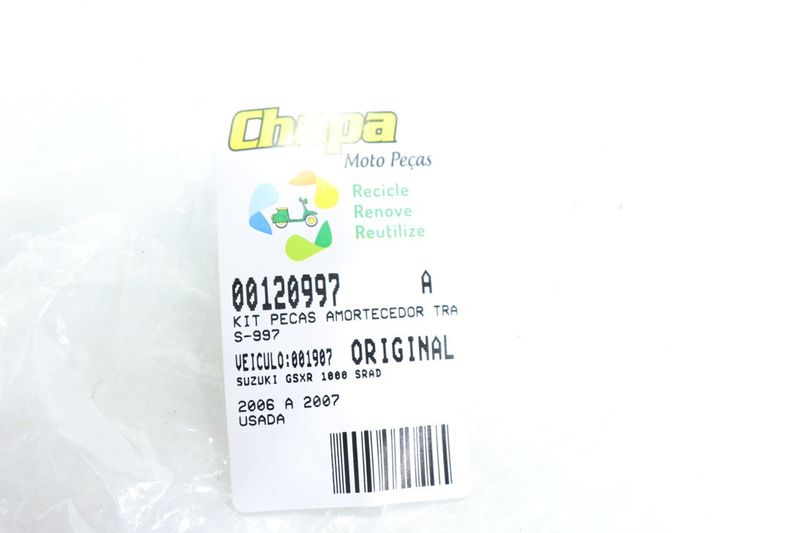 Chapa
Moto Peças
Recicle
Renove
Reutilize
00120997 A
KIT PECAS AMORTECEDOR TRA
S-997
VEICULO:001907 ORIGINAL
SUZUKI GSXR 1000 SRAD
2006 A 2007
USADA